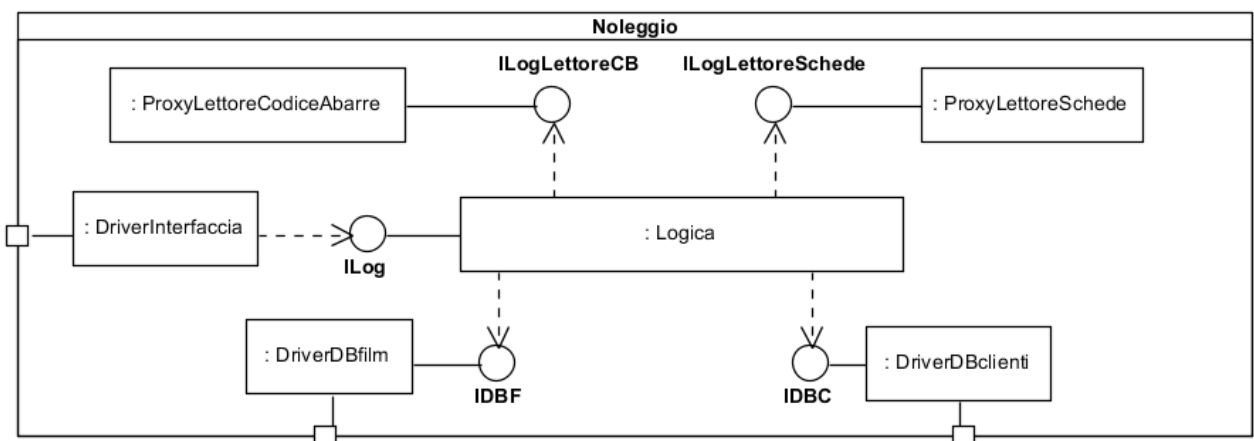 Noleggio
ILogLettoreCB
ILogLettoreSchede
: ProxyLettoreCodiceAbarre
: ProxyLettoreSchede
: DriverInterfaccia
: Logica
ILog
: DriverDBfilm
: DriverDBclienti
IDBF
IDBC